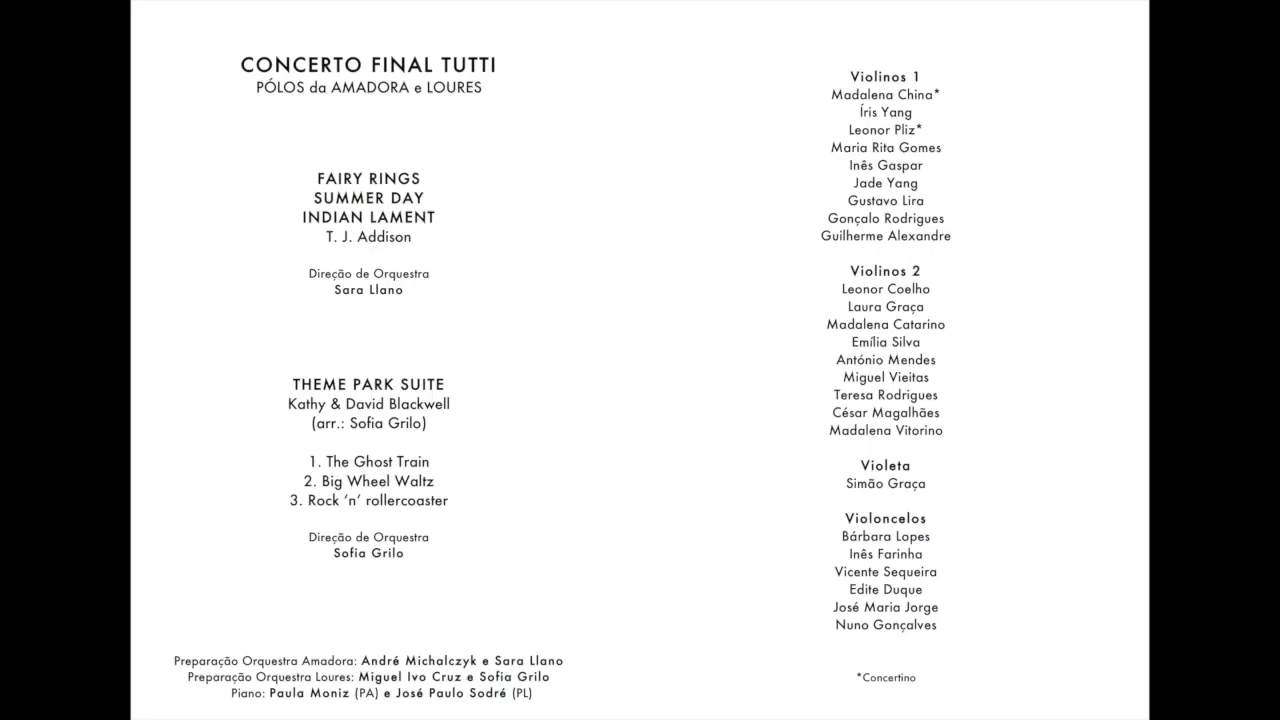 CONCERTO FINAL TUTTI
PÓLOS da AMADORA e LOURES
FAIRY RINGS
SUMMER DAY
INDIAN LAMENT
T. J. Addison
Direção de Orquestra
Sara Llano
THEME PARK SUITE
Kathy & David Blackwell
(arr.: Sofia Grilo)
1. The Ghost Train
2. Big Wheel Waltz
3. Rock ‘n’ rollercoaster
Direção de Orquestra
Sofia Grilo
Preparação Orquestra Amadora: André Michalczyk e Sara Llano
Preparação Orquestra Loures: Miguel Ivo Cruz e Sofia Grilo
Piano: Paula Moniz (PA) e José Paulo Sodré (PL)
Violinos 1
Madalena China*
Íris Yang
Leonor Pliz*
Maria Rita Gomes
Inês Gaspar
Jade Yang
Gustavo Lira
Gonçalo Rodrigues
Guilherme Alexandre
Violinos 2
Leonor Coelho
Laura Graça
Madalena Catarino
Emília Silva
António Mendes
Miguel Vieitas
Teresa Rodrigues
César Magalhães
Madalena Vitorino
Violeta
Simão Graça
Violoncelos
Bárbara Lopes
Inês Farinha
Vicente Sequeira
Edite Duque
José Maria Jorge
Nuno Gonçalves
*Concertino